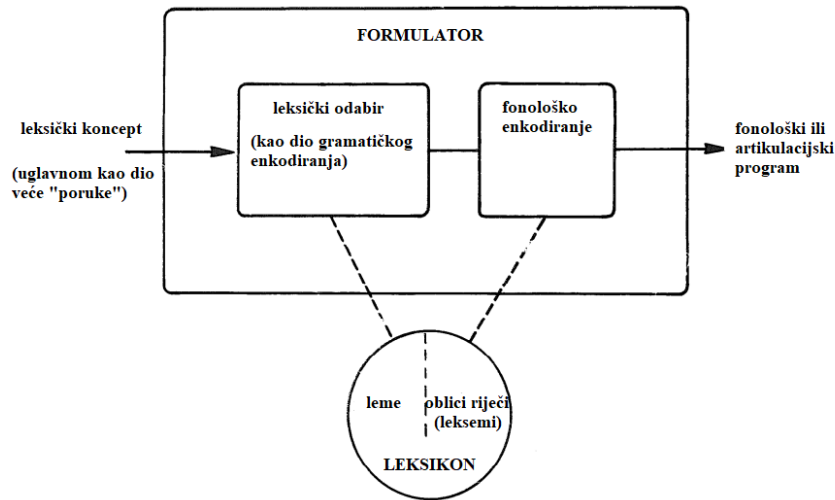 FORMULATOR
leksički koncept
(uglavnom kao dio
veće "poruke")
leksički odabir
(kao dio gramatičkog
enkodiranja)
fonološko
enkodiranje
fonološki ili
artikulacijski
program
leme
oblici riječi
(leksemi)
LEKSIKON